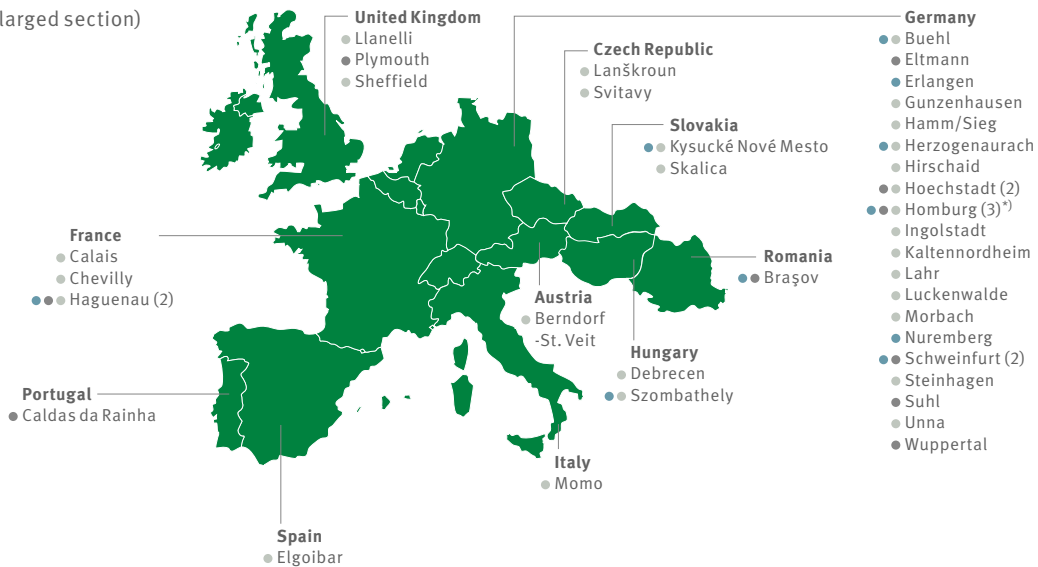 larged section)
United Kingdom
Llanelli
Plymouth
Sheffield
Czech Republic
Lanškroun
Svitavy
Slovakia
Kysucké Nové Mesto
Skalica
Germany
Buehl
Eltmann
Erlangen
Gunzenhausen
Hamm/Sieg
Herzogenaurach
Hirschaid
Hoechstadt (2)
Homburg (3)*)
Ingolstadt
Kaltennordheim
Lahr
Luckenwalde
Morbach
Nuremberg
Schweinfurt (2)
Steinhagen
Suhl
Unna
Wuppertal
France
Calais
Chevilly
Haguenau (2)
Romania
Braşov
Austria
Berndorf
-St. Veit
Hungary
Debrecen
Szombathely
Portugal
Caldas da Rainha
Italy
Momo
Spain
Elgoibar